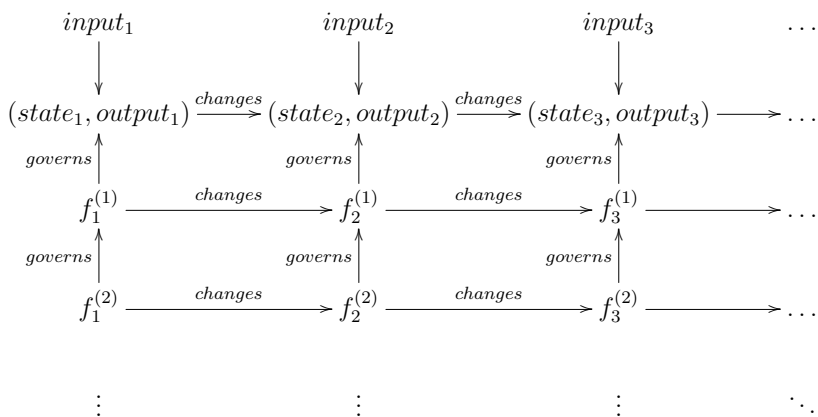 input₁ input₂ input₃ …
changes changes
(state₁, output₁) (state₂, output₂) (state₃, output₃) …
governs governs governs
changes changes
f₁⁽¹⁾ f₂⁽¹⁾ f₃⁽¹⁾ …
governs governs governs
changes changes
f₁⁽²⁾ f₂⁽²⁾ f₃⁽²⁾ …
⋮ ⋮ ⋮ ⋱